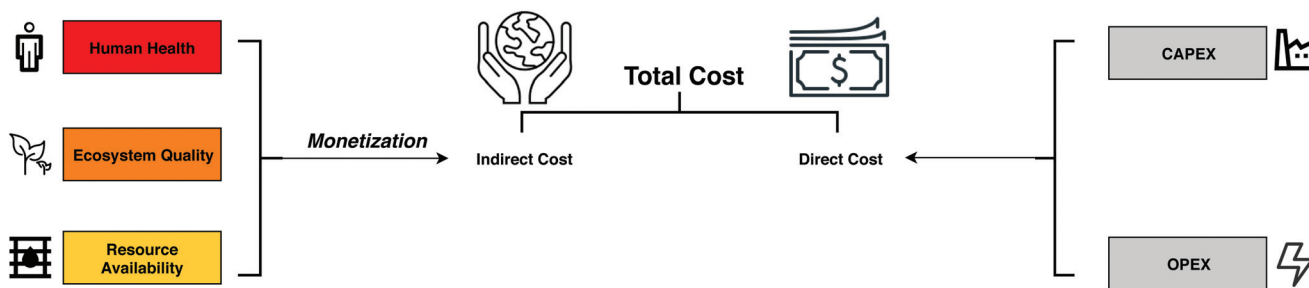 Human Health
Ecosystem Quality
Resource
Availability
Monetization
Total Cost
$
Indirect Cost
Direct Cost
CAPEX
OPEX